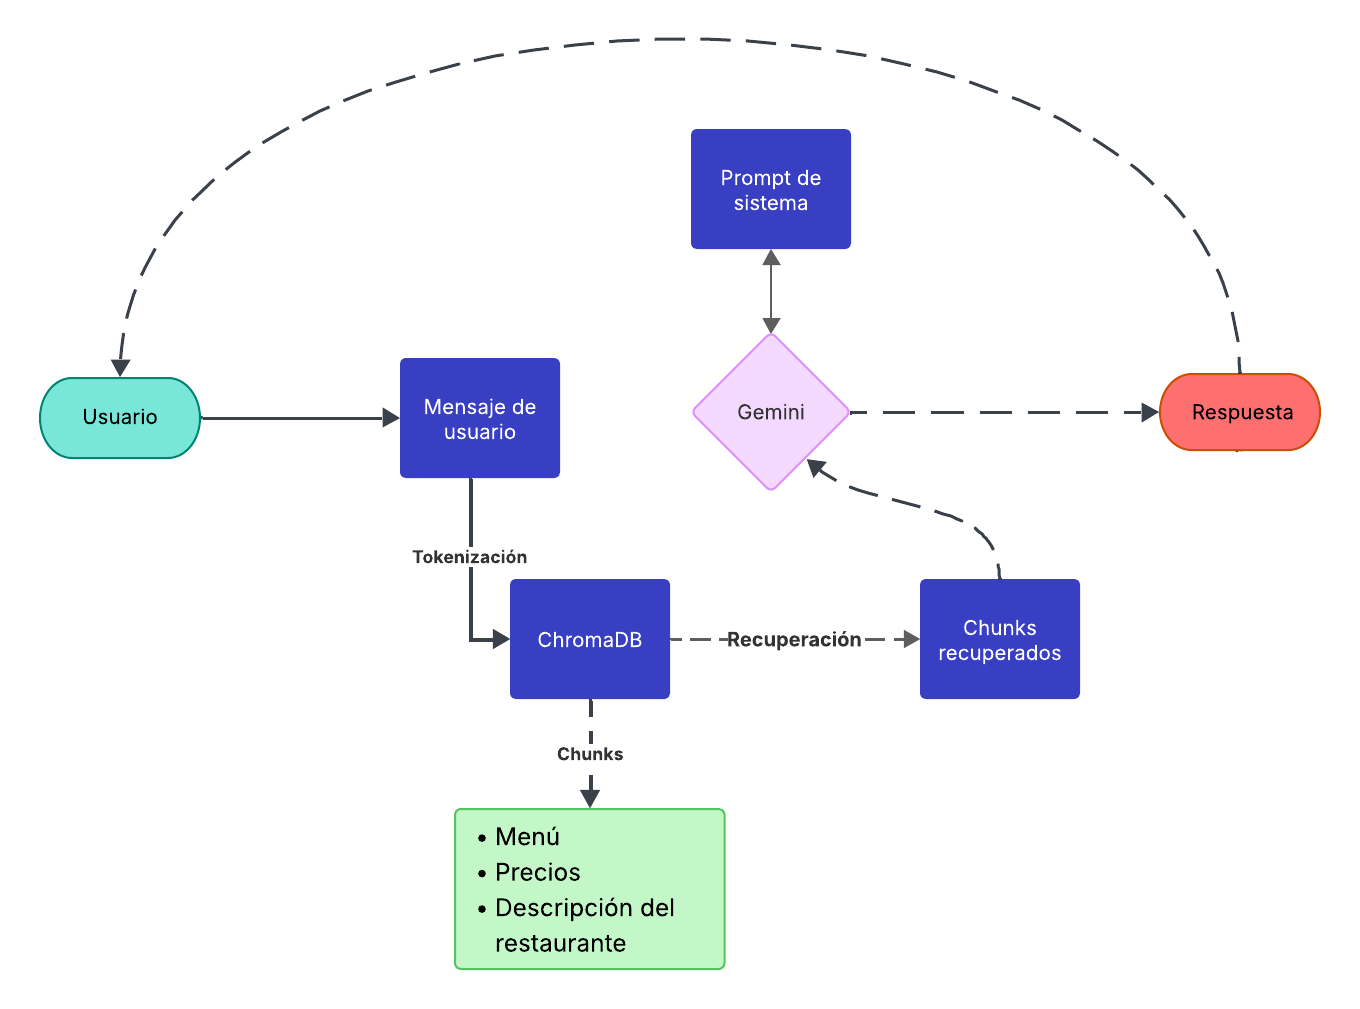 Prompt de
sistema
Usuario
Mensaje de
usuario
Gemini
Respuesta
Tokenización
ChromaDB
Recuperación
Chunks
recuperados
Chunks
• Menú
• Precios
• Descripción del
restaurante